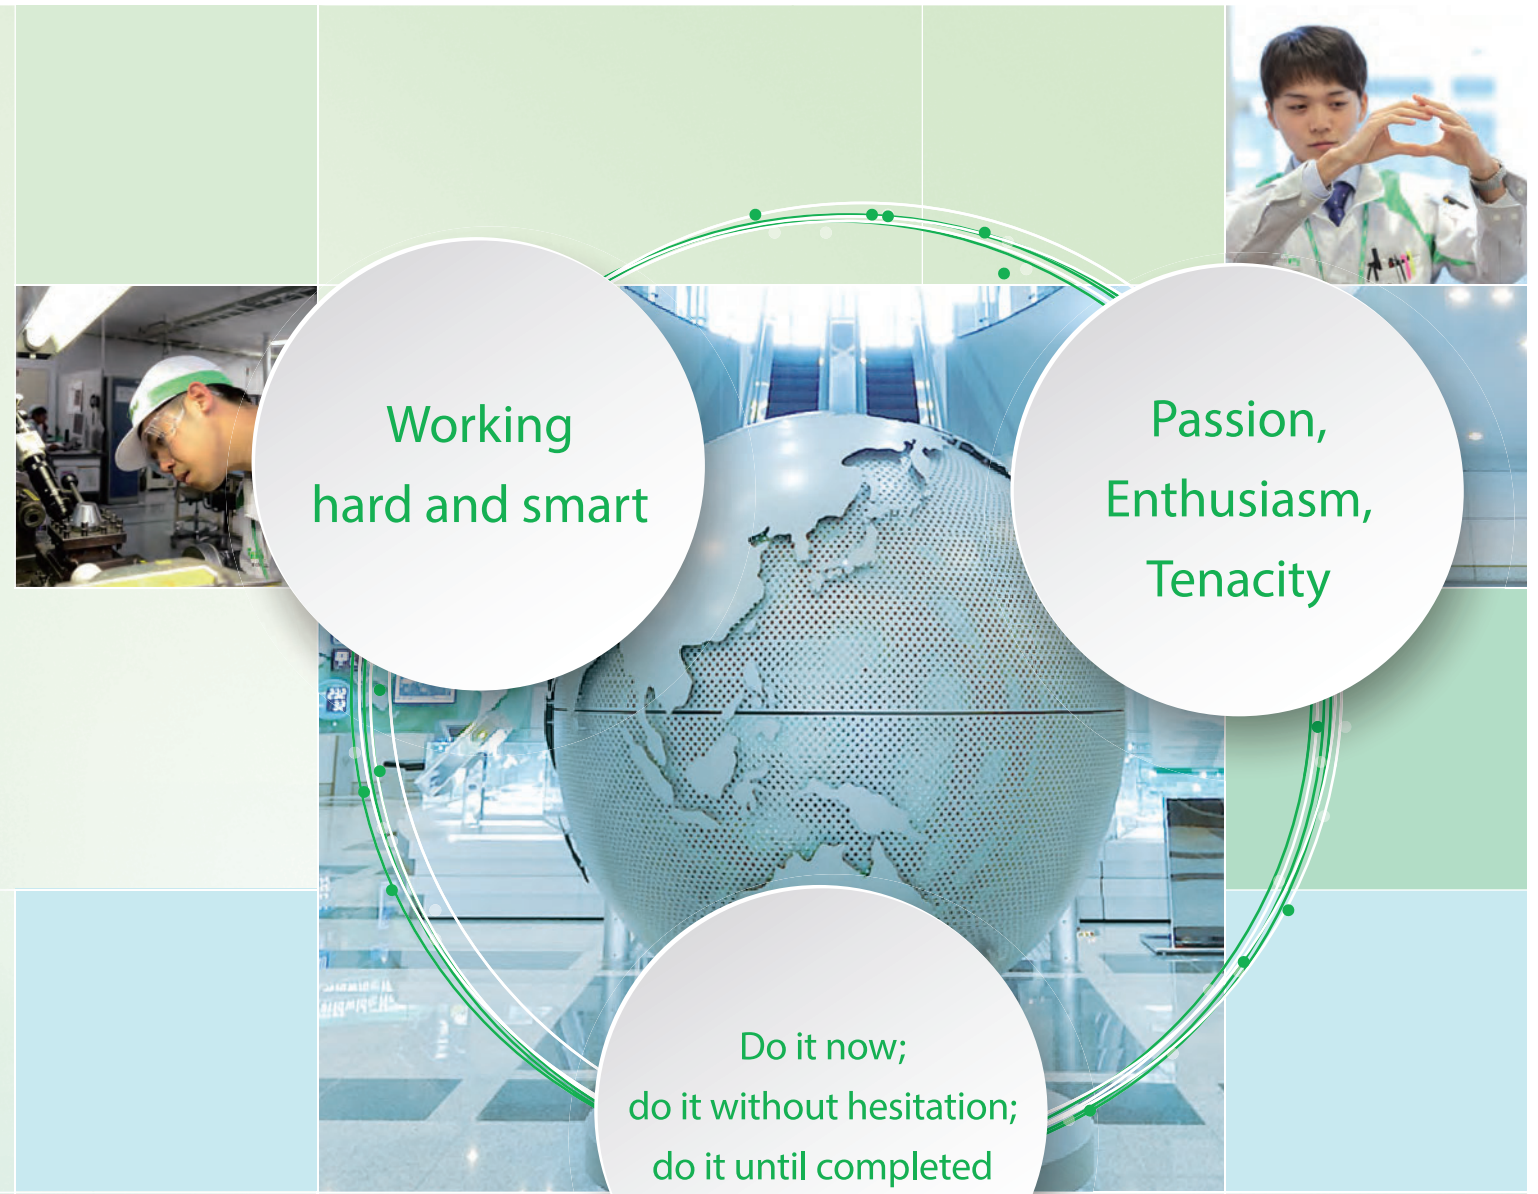 Working
hard and smart
Passion,
Enthusiasm,
Tenacity
Do it now;
do it without hesitation;
do it until completed